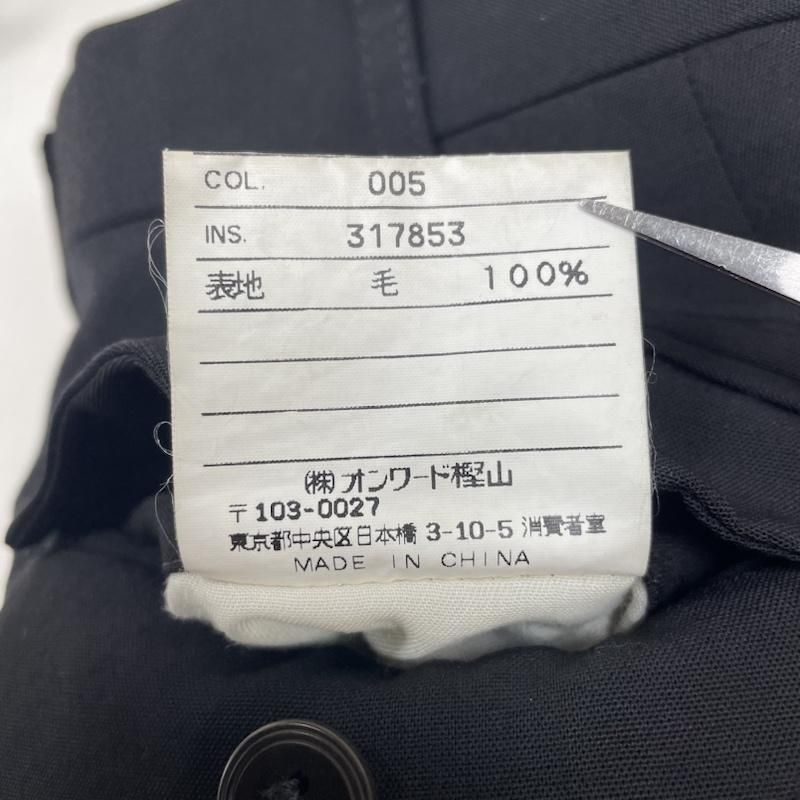 COL. 005
INS. 317853
表地 毛 100%
(株)オンワード樫山
〒103-0027
東京都中央区日本橋 3-10-5 消費者室
MADE IN CHINA